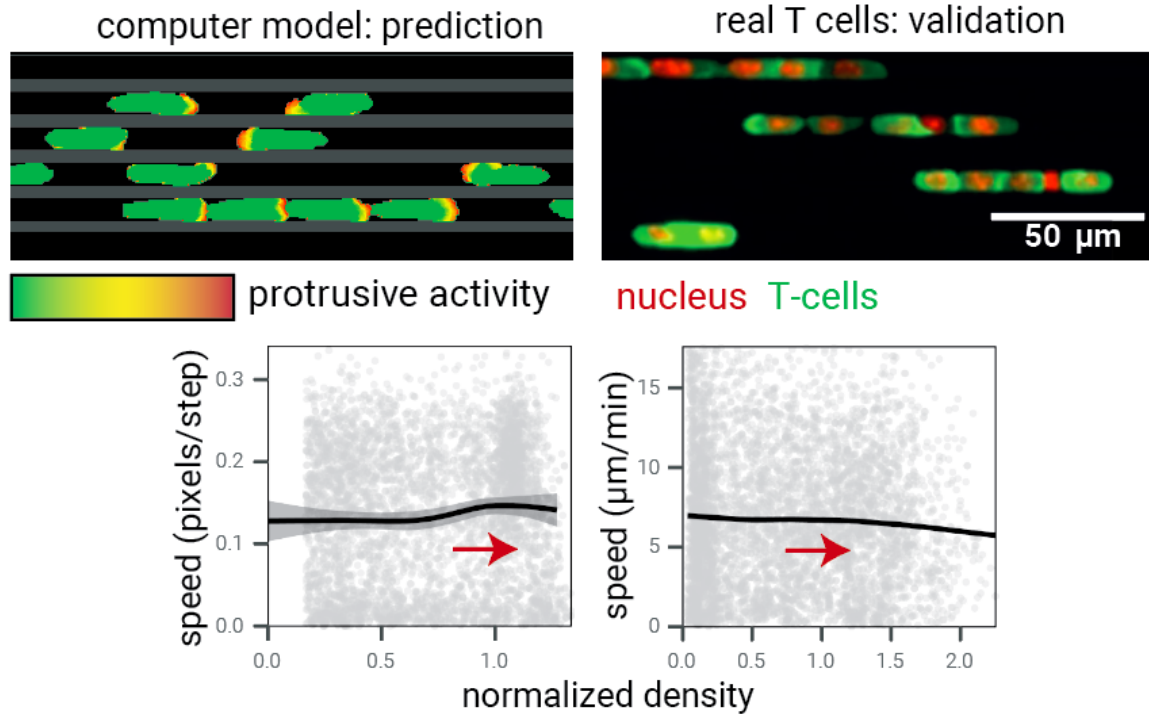 computer model: prediction
real T cells: validation
50 µm
protrusive activity
nucleus T-cells
speed (pixels/step)
0.3
0.2
0.1
0.0
0.0 0.5 1.0
speed (µm/min)
15
10
5
0
0.0 0.5 1.0 1.5 2.0
normalized density